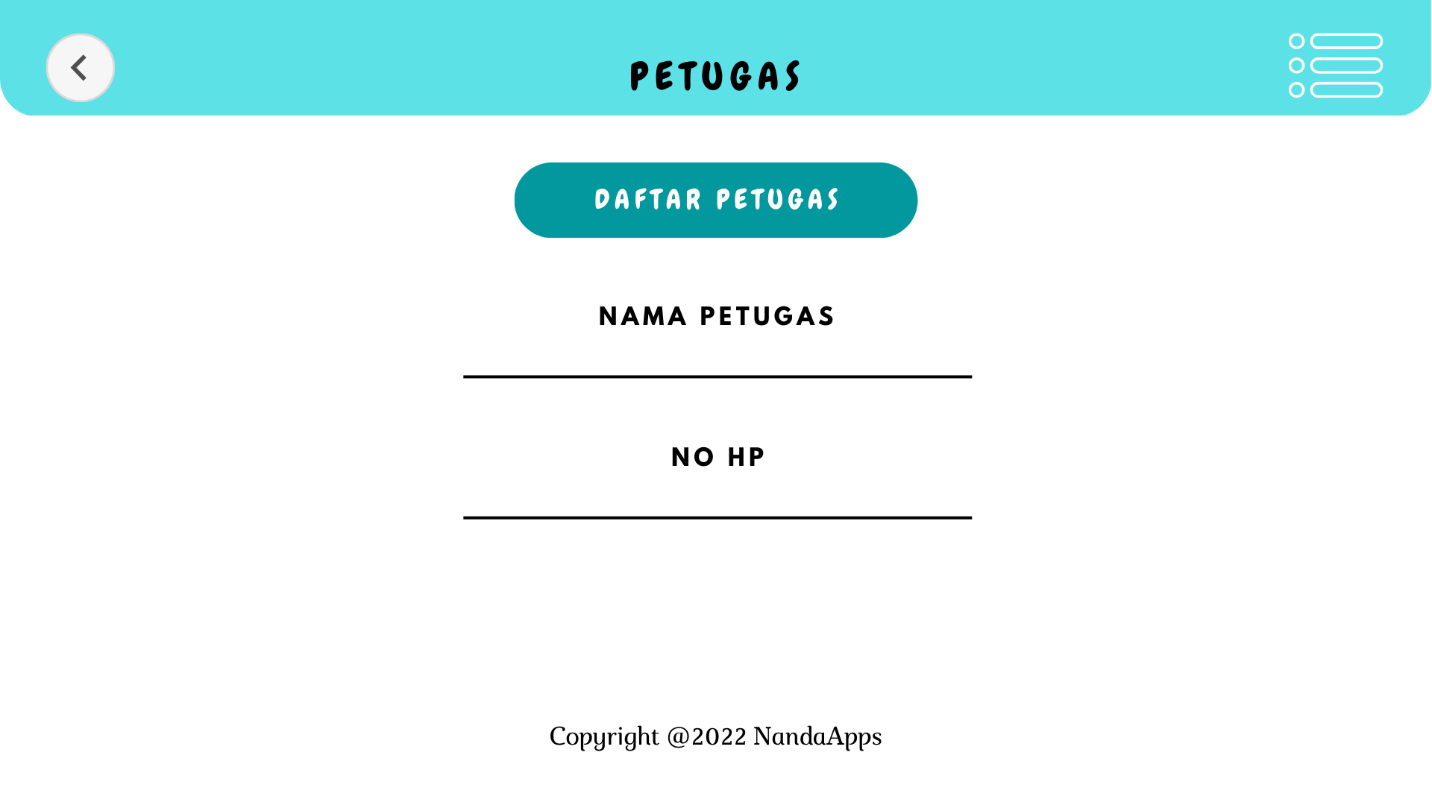 PETUGAS
DAFTAR PETUGAS
NAMA PETUGAS
NO HP
Copyright @2022 NandaApps